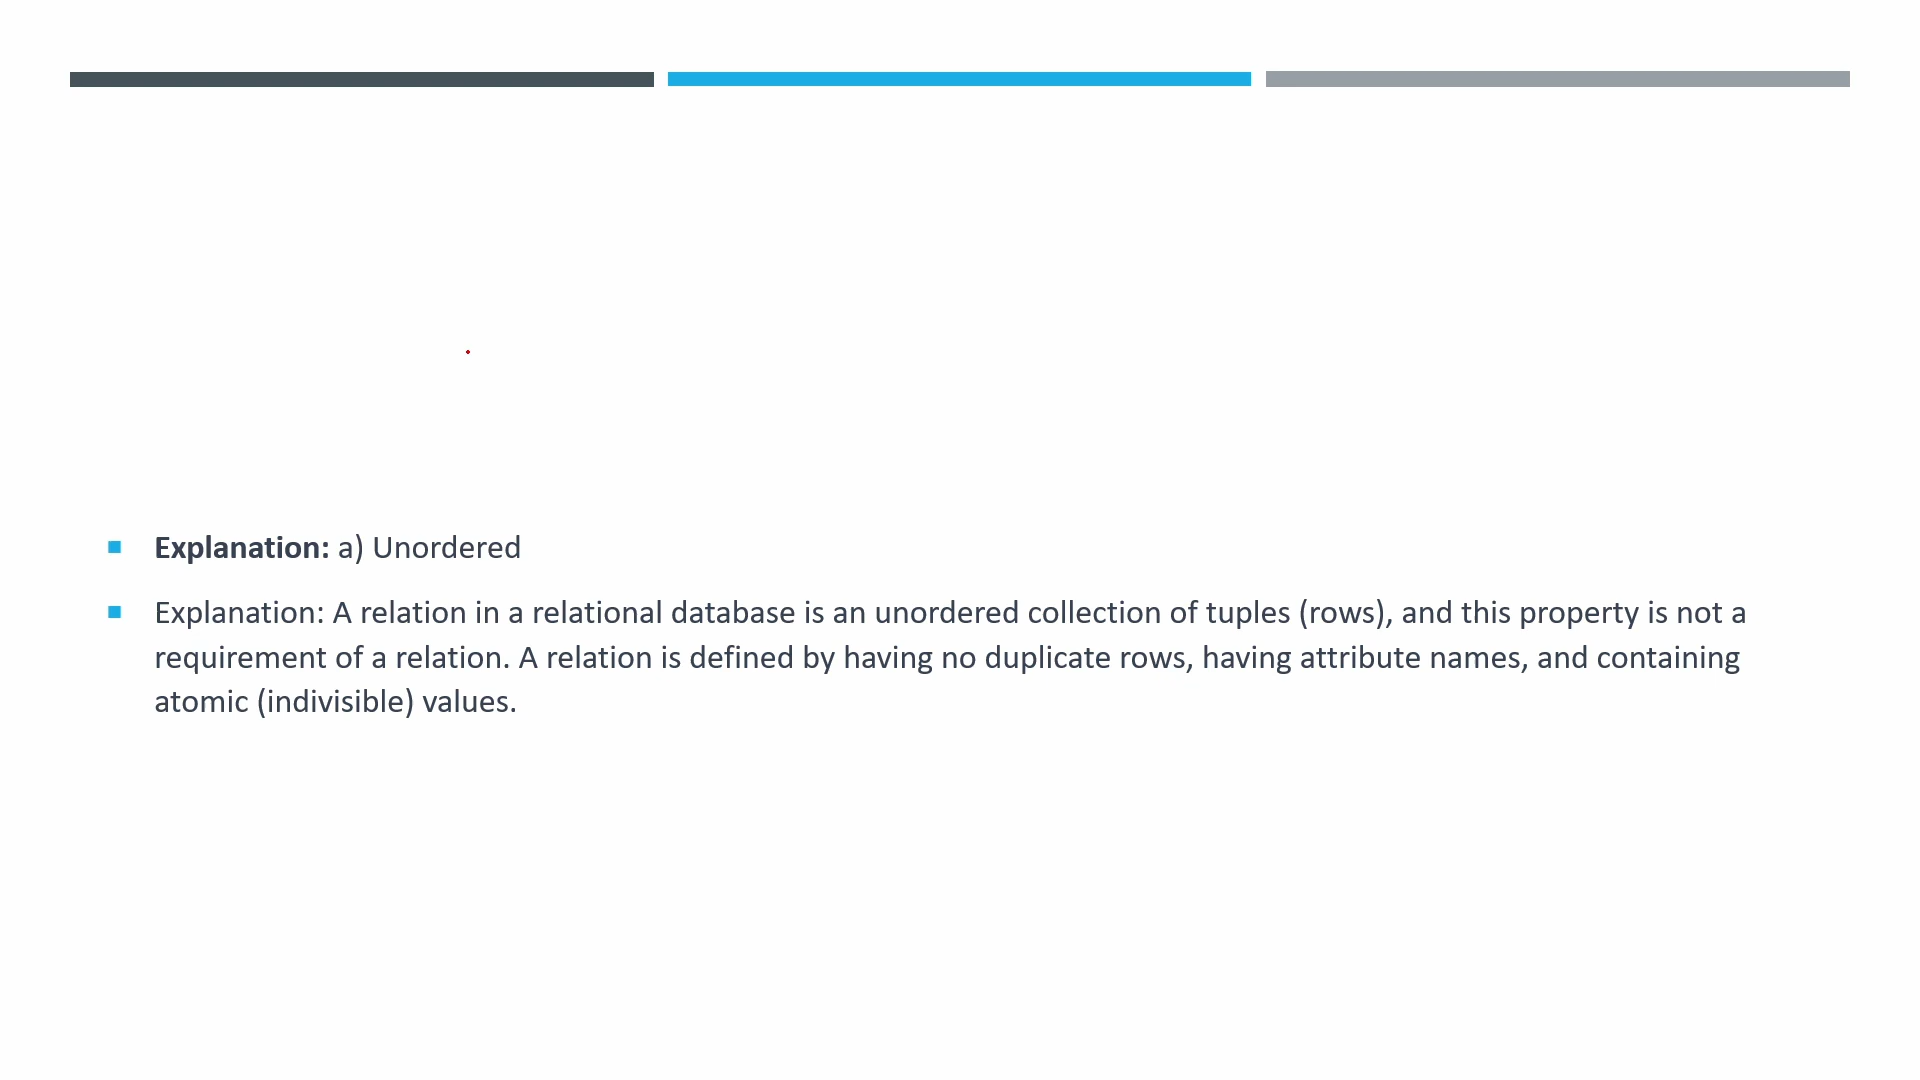 Explanation: a) Unordered
Explanation: A relation in a relational database is an unordered collection of tuples (rows), and this property is not a
requirement of a relation. A relation is defined by having no duplicate rows, having attribute names, and containing
atomic (indivisible) values.